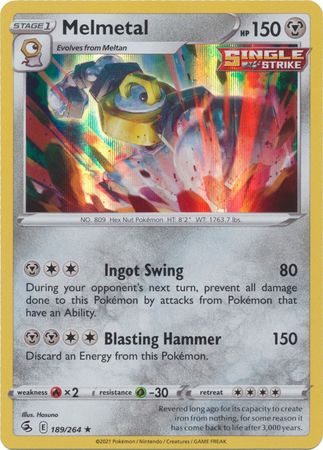 STAGE 1
Melmetal
HP 150
Evolves from Meltan
SINGLE STRIKE
NO. 809 Hex Nut Pokémon HT: 8'2" WT: 1763.7 lbs.
Ingot Swing 80
During your opponent's next turn, prevent all damage
done to this Pokémon by attacks from Pokémon that
have an Ability.
Blasting Hammer 150
Discard an Energy from this Pokémon.
weakness ×2 resistance -30 retreat
Illus. Hasuno
E 189/264 ★
Revered long ago for its capacity to create
iron from nothing, for some reason it
has come back to life after 3,000 years.
©2021 Pokémon / Nintendo / Creatures / GAME FREAK